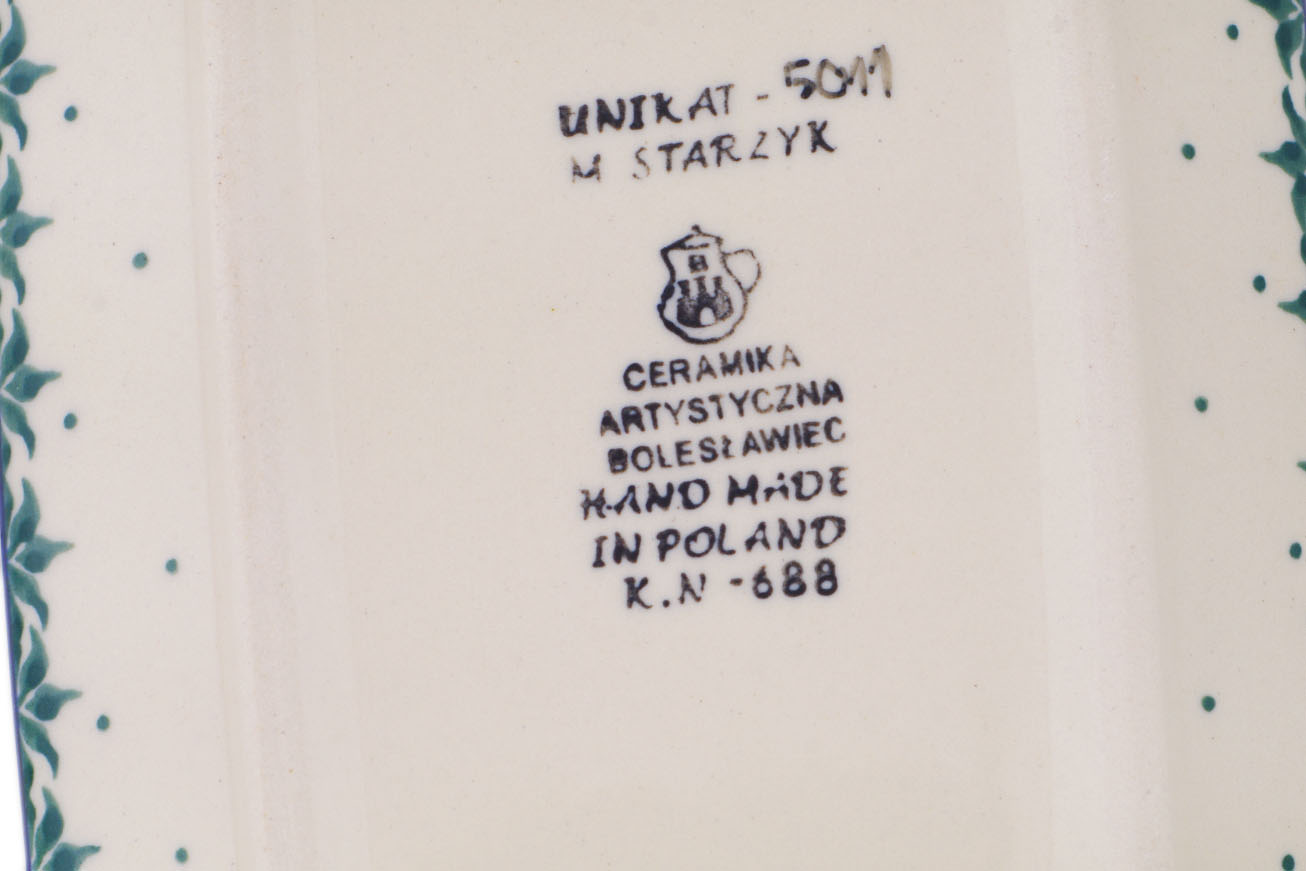 UNIKAT - 5011
M STARZYK
CERAMIKA
ARTYSTYCZNA
BOLESŁAWIEC
HAND MADE
IN POLAND
K.N - 688